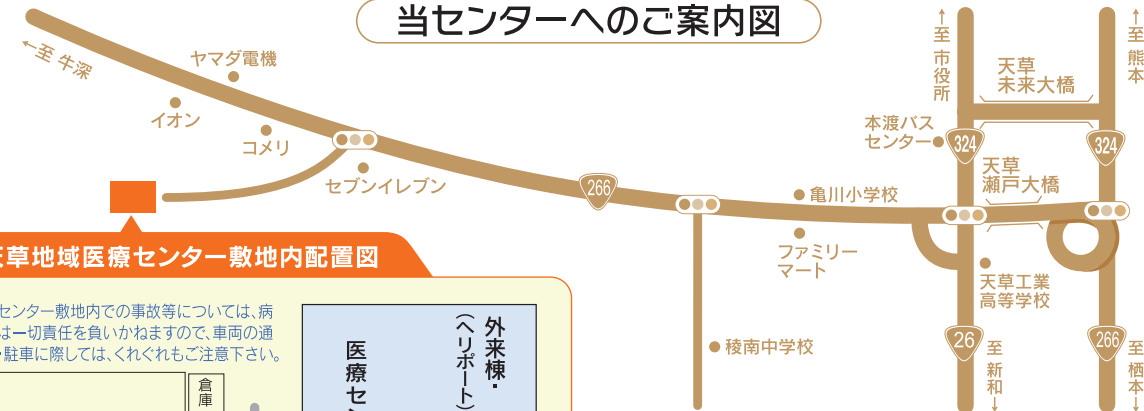 当センターへのご案内図
←至 牛深
ヤマダ電機
イオン
コメリ
セブンイレブン
266
亀川小学校
ファミリー
マート
稜南中学校
←至 市役所
←至 熊本
天草
未来大橋
本渡バス
センター
324
324
天草
瀬戸大橋
天草工業
高等学校
26
266
至 新和→
至 栖本→
天草地域医療センター敷地内配置図
センター敷地内での事故等については、病
は一切責任を負いかねますので、車両の通
・駐車に際しては、くれぐれもご注意下さい。
外来棟・
(ヘリポート)
医療セン
倉庫